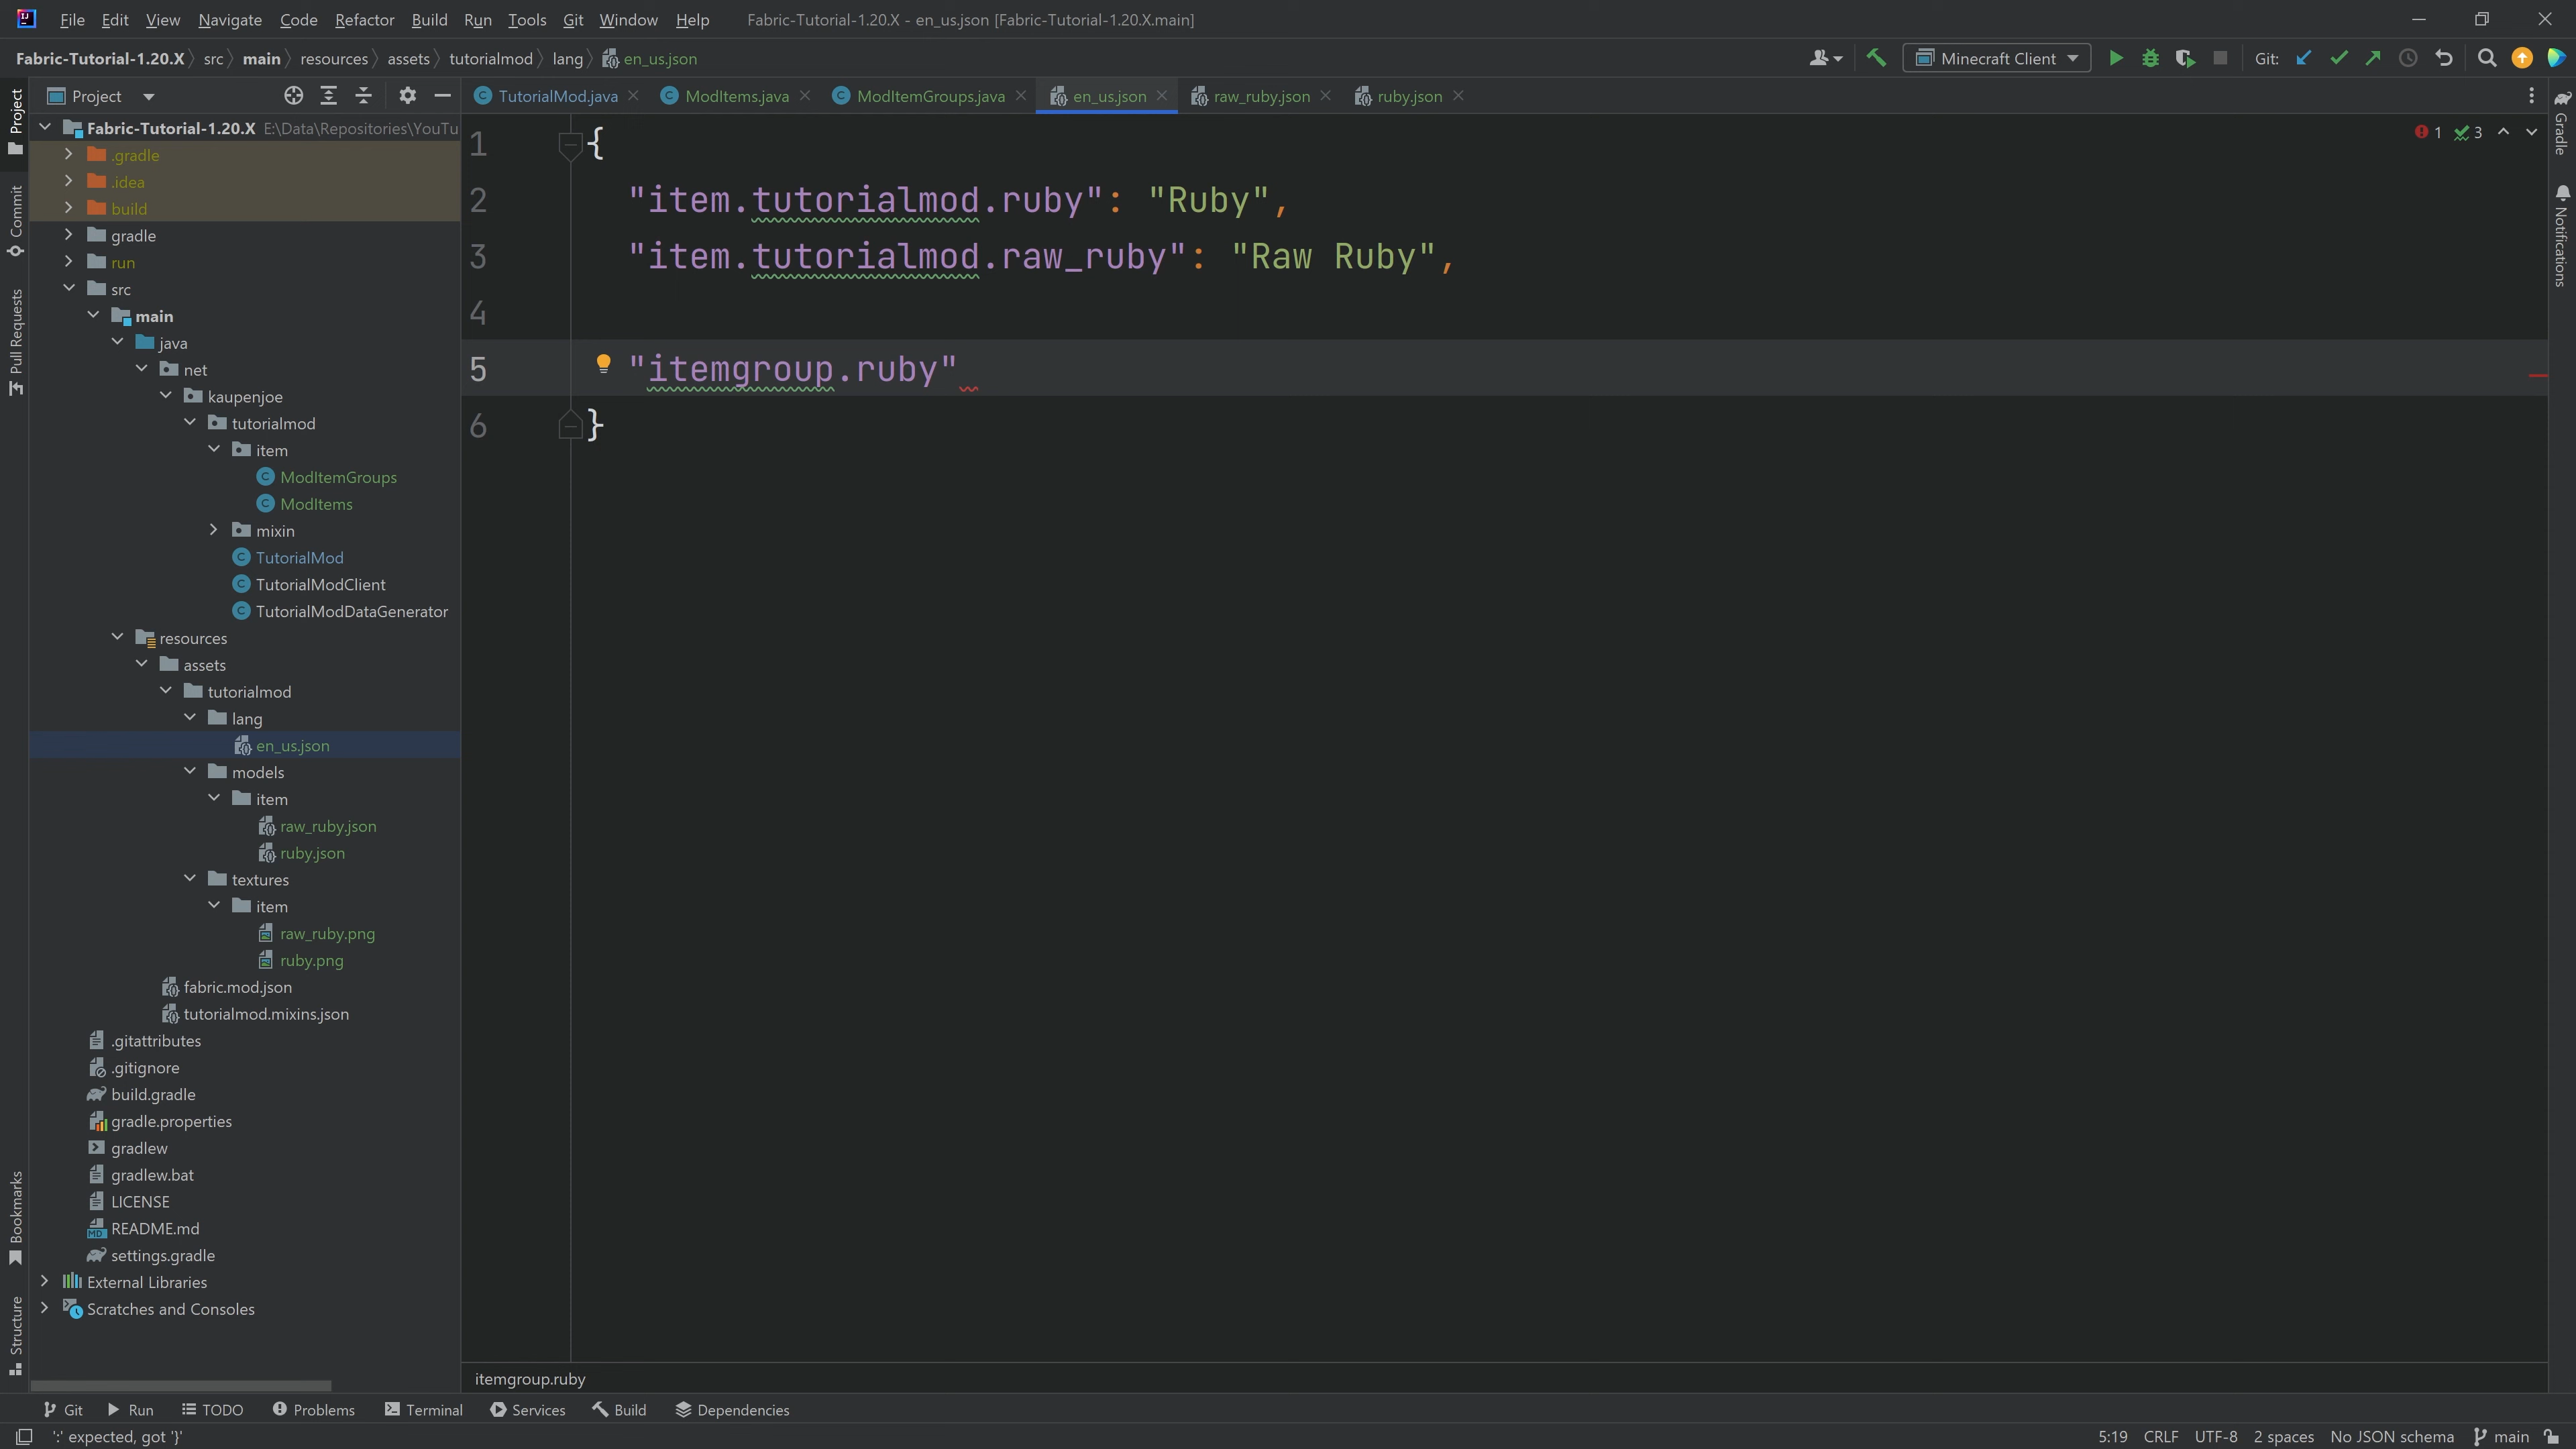 File Edit View Navigate Code Refactor Build Run Tools Git Window Help Fabric-Tutorial-1.20.X - en_us.json [Fabric-Tutorial-1.20.X.main]
Fabric-Tutorial-1.20.X src main resources assets tutorialmod lang en_us.json Minecraft Client Git:
Project TutorialMod.java ModItems.java ModItemGroups.java en_us.json raw_ruby.json ruby.json
Project
Commit
Pull Requests
Bookmarks
Structure
Fabric-Tutorial-1.20.X E:\Data\Repositories\YouTu
.gradle
.idea
build
gradle
run
src
main
java
net
kaupenjoe
tutorialmod
item
ModItemGroups
ModItems
mixin
TutorialMod
TutorialModClient
TutorialModDataGenerator
resources
assets
tutorialmod
lang
en_us.json
models
item
raw_ruby.json
ruby.json
textures
item
raw_ruby.png
ruby.png
fabric.mod.json
tutorialmod.mixins.json
.gitattributes
.gitignore
build.gradle
gradle.properties
gradlew
gradlew.bat
LICENSE
README.md
settings.gradle
External Libraries
Scratches and Consoles
1 {
2 "item.tutorialmod.ruby": "Ruby",
3 "item.tutorialmod.raw_ruby": "Raw Ruby",
4
5 "itemgroup.ruby"
6 }
1 3
Gradle
Notifications
itemgroup.ruby
Git Run TODO Problems Terminal Services Build Dependencies
':' expected, got '}' 5:19 CRLF UTF-8 2 spaces No JSON schema main